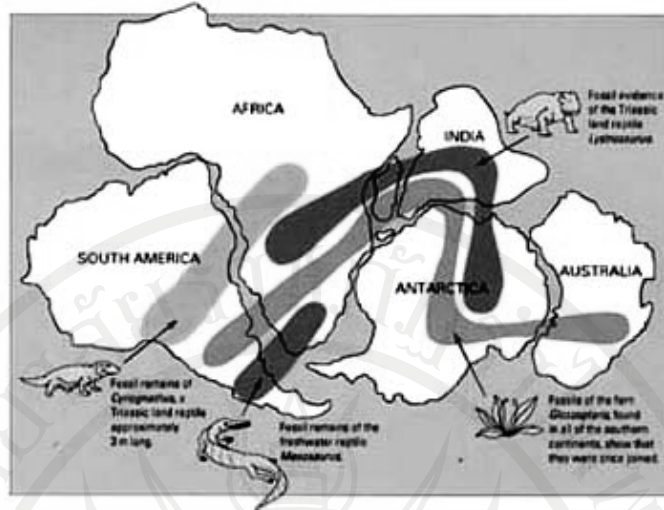 AFRICA
INDIA
SOUTH AMERICA
ANTARCTICA
AUSTRALIA
Fossil evidence
of the Triassic
land reptile
Lystrosaurus.
Fossil remains of
Cynognathus, a
Triassic land reptile
approximately
3 m long.
Fossil remains of the
freshwater reptile
Mesosaurus.
Fossils of the fern
Glossopteris, found
in all of the southern
continents, show that
they were once joined.